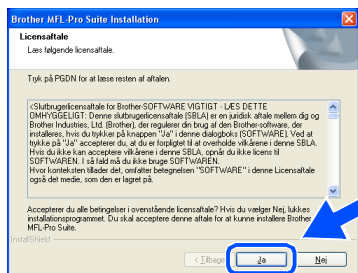 Brother MFL-Pro Suite Installation
Licensaftale
Læs følgende licensaftale.
Tryk på PGDN for at læse resten af aftalen.
<Slutbrugerlicensaftale for Brother-SOFTWARE VIGTIGT - LÆS DETTE
OMHYGGELIGT: Denne slutbrugerlicensaftale (SBLA) er en juridisk aftale mellem dig og
Brother Industries, Ltd. (Brother), der regulerer din brug af den Brother-software, der
installeres, hvis du trykker på knappen "Ja" i denne dialogboks (SOFTWARE). Ved at
trykke på "Ja" accepterer du, at du er forpligtet til at overholde vilkårene i denne SBLA.
Hvis du ikke kan acceptere vilkårene i denne SBLA, opnår du ikke licens til
SOFTWAREN. I så fald må du ikke bruge SOFTWAREN.
Hvor konteksten tillader det, omfatter betegnelsen "SOFTWARE" i denne Licensaftale
også det medie, som den er lagret på.
Accepterer du alle betingelser i ovenstående licensaftale? Hvis du vælger Nej, lukkes
installationsprogrammet. Du skal acceptere denne aftale for at kunne installere Brother
MFL-Pro Suite.
InstallShield
< Tilbage
Ja
Nej